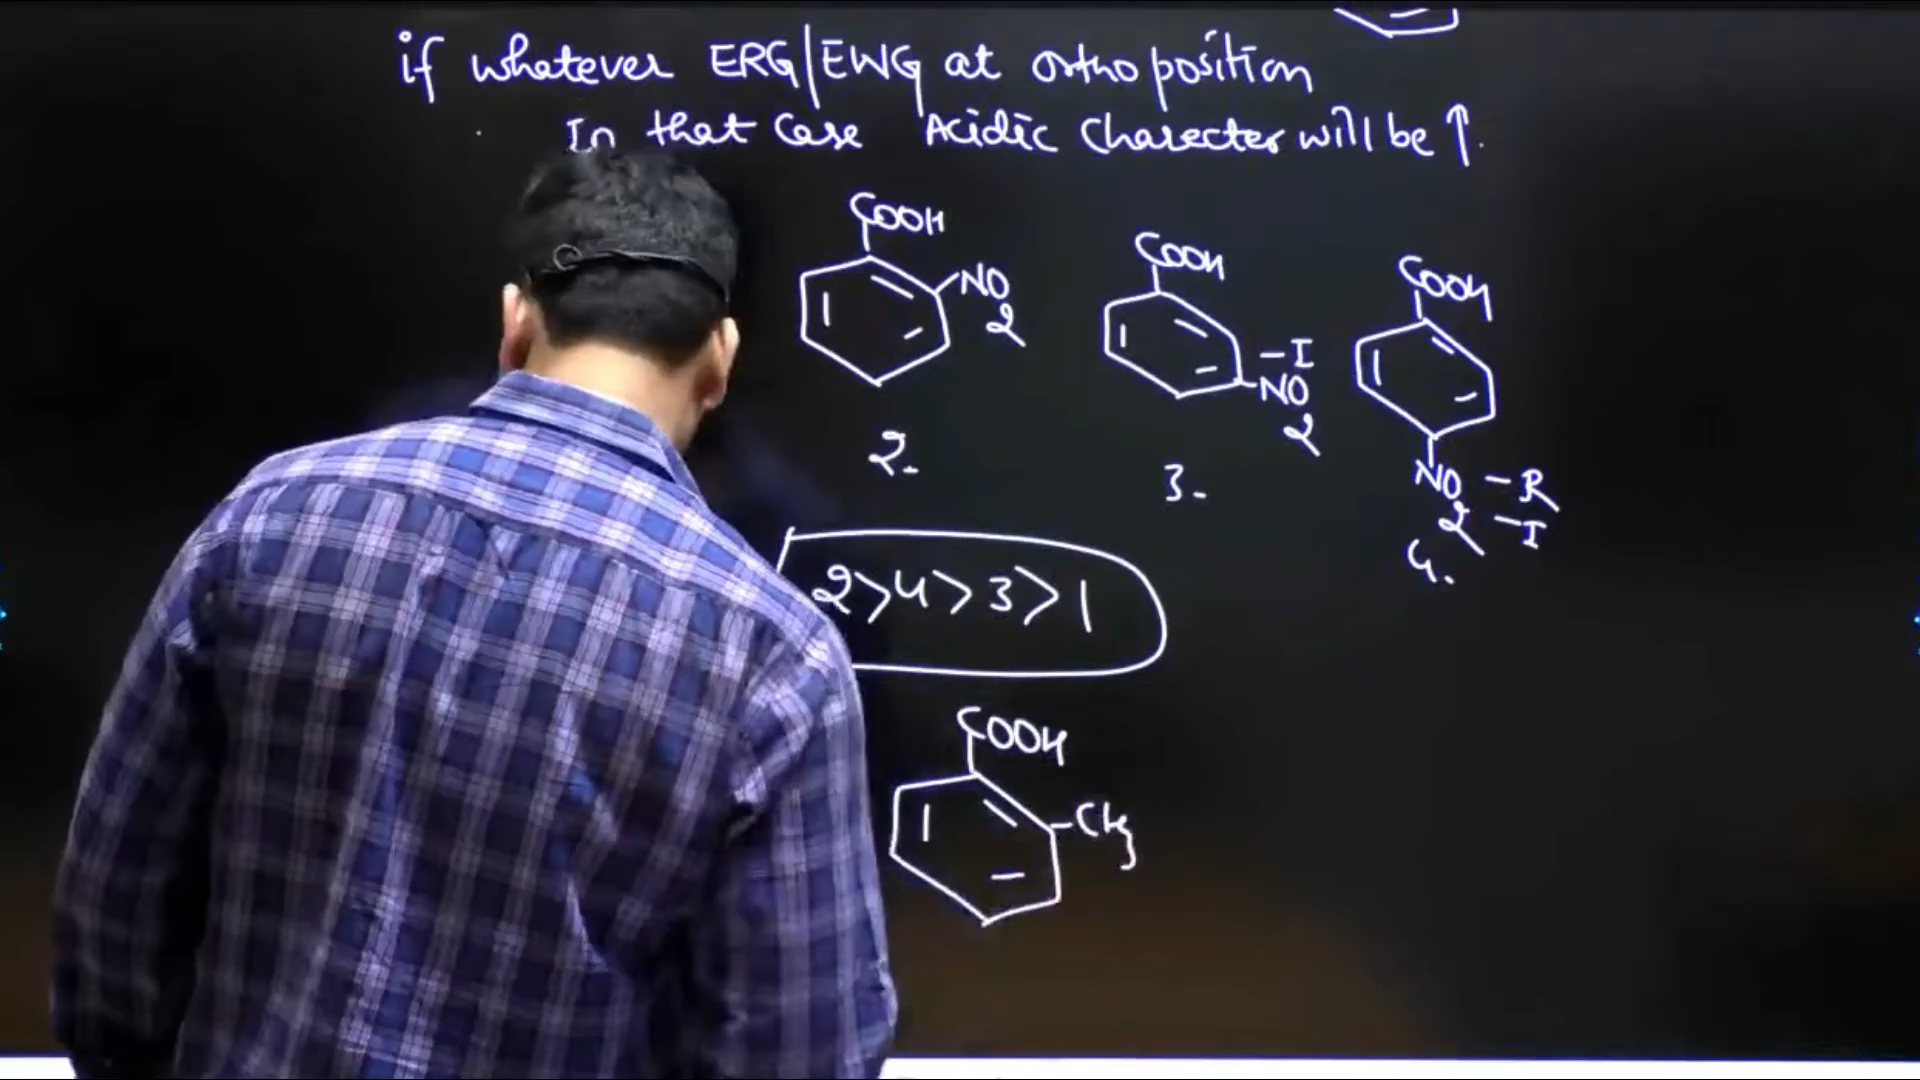 if whatever ERG/EWG at ortho position
In that Case Acidic Charecter will be ↑.
COOH
NO2
2.
COOH
-I
NO2
3.
COOH
NO2 -R
-I
4.
2>4>3>1
COOH
-CH3